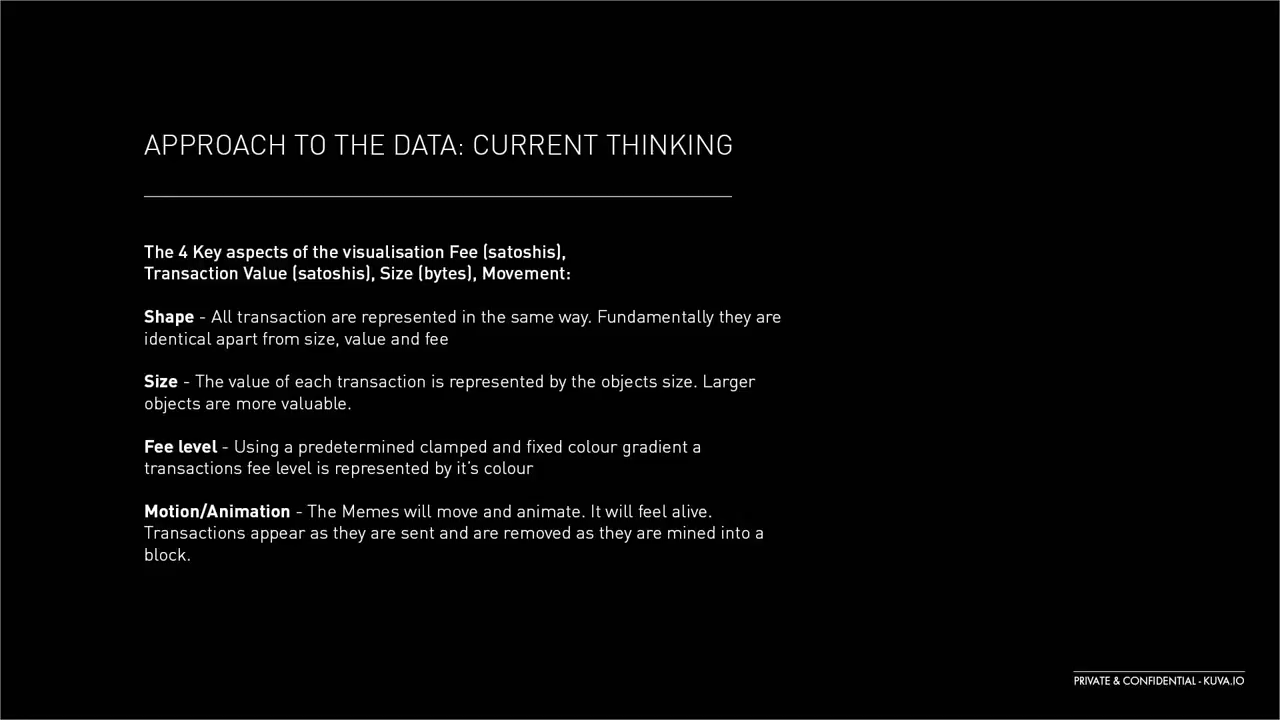 APPROACH TO THE DATA: CURRENT THINKING
The 4 Key aspects of the visualisation Fee (satoshis),
Transaction Value (satoshis), Size (bytes), Movement:
Shape - All transaction are represented in the same way. Fundamentally they are
identical apart from size, value and fee
Size - The value of each transaction is represented by the objects size. Larger
objects are more valuable.
Fee level - Using a predetermined clamped and fixed colour gradient a
transactions fee level is represented by it's colour
Motion/Animation - The Memes will move and animate. It will feel alive.
Transactions appear as they are sent and are removed as they are mined into a
block.
PRIVATE & CONFIDENTIAL - KUVA.IO